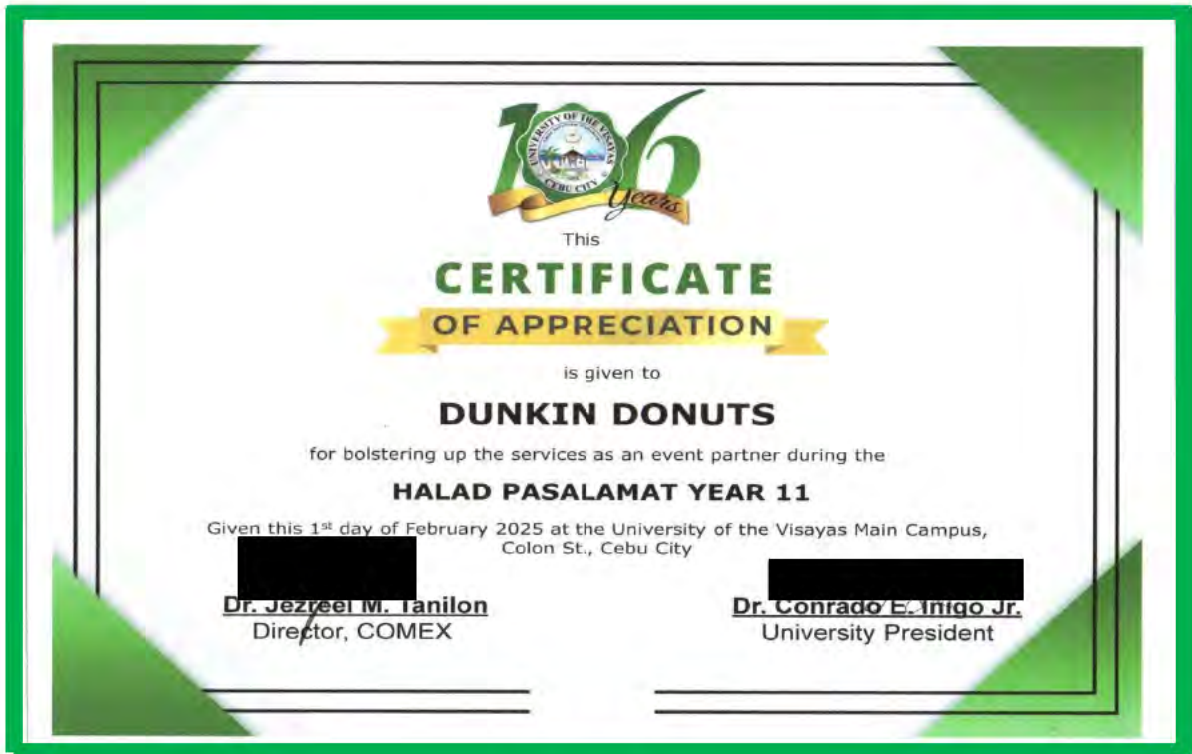 106
UNIVERSITY OF THE VISAYAS
CEBU CITY
Years
This
CERTIFICATE
OF APPRECIATION
is given to
DUNKIN DONUTS
for bolstering up the services as an event partner during the
HALAD PASALAMAT YEAR 11
Given this 1st day of February 2025 at the University of the Visayas Main Campus,
Colon St., Cebu City
Dr. Jezreel M. Tanilon
Dr. Conrado E. Inigo Jr.
Director, COMEX
University President